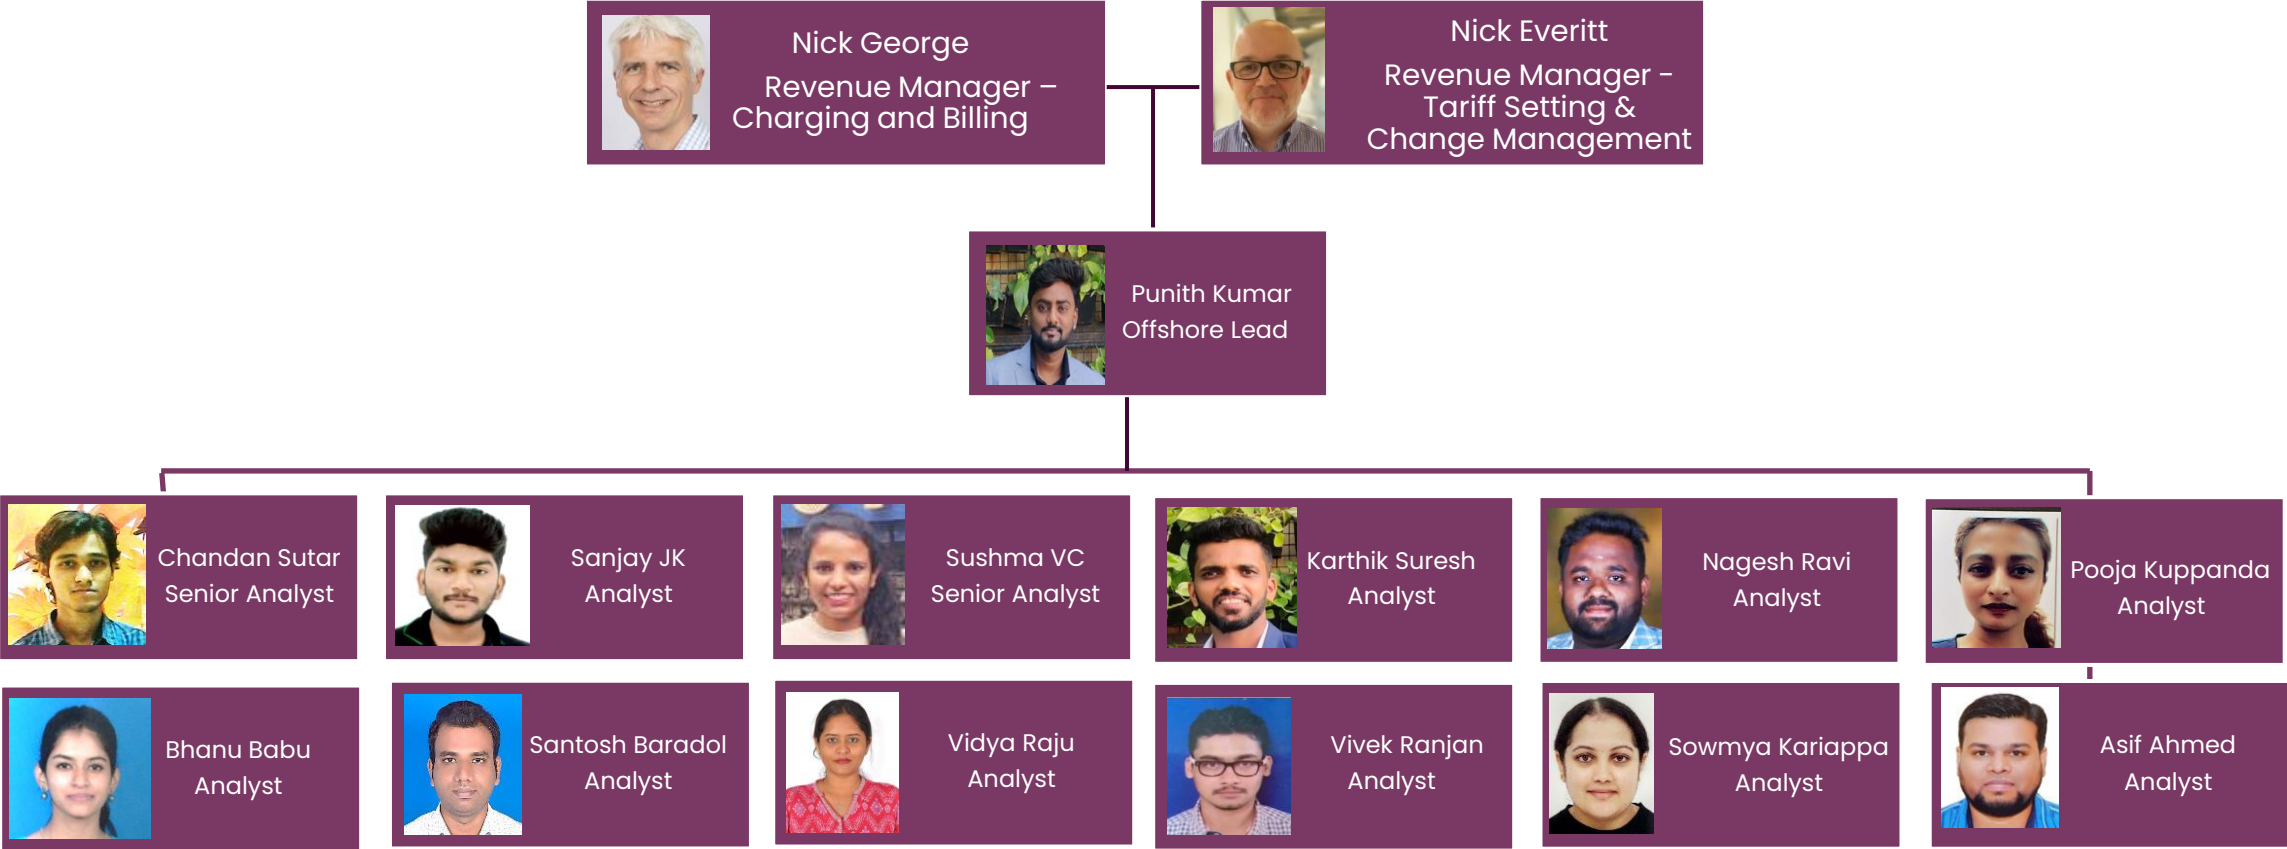 Nick George
Revenue Manager –
Charging and Billing
Nick Everitt
Revenue Manager -
Tariff Setting &
Change Management
Punith Kumar
Offshore Lead
Chandan Sutar
Senior Analyst
Sanjay JK
Analyst
Sushma VC
Senior Analyst
Karthik Suresh
Analyst
Nagesh Ravi
Analyst
Pooja Kuppanda
Analyst
Bhanu Babu
Analyst
Santosh Baradol
Analyst
Vidya Raju
Analyst
Vivek Ranjan
Analyst
Sowmya Kariappa
Analyst
Asif Ahmed
Analyst